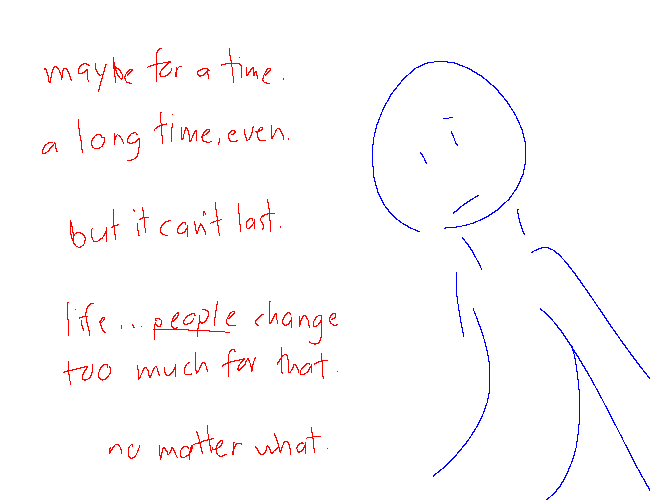 maybe for a time.
a long time, even.
but it can't last.
life... people change
too much for that.
no matter what.